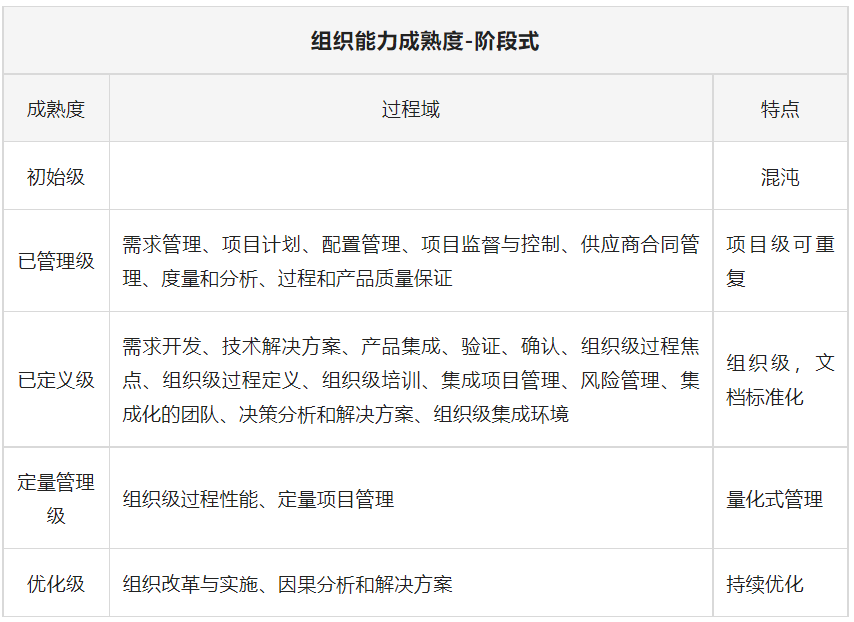 组织能力成熟度-阶段式
成熟度
过程域
特点
初始级
混沌
已管理级
需求管理、项目计划、配置管理、项目监督与控制、供应商合同管
理、度量和分析、过程和产品质量保证
项目级可重
复
已定义级
需求开发、技术解决方案、产品集成、验证、确认、组织级过程焦
点、组织级过程定义、组织级培训、集成项目管理、风险管理、集
成化的团队、决策分析和解决方案、组织级集成环境
组织级，文
档标准化
定量管理
级
组织级过程性能、定量项目管理
量化式管理
优化级
组织改革与实施、因果分析和解决方案
持续优化